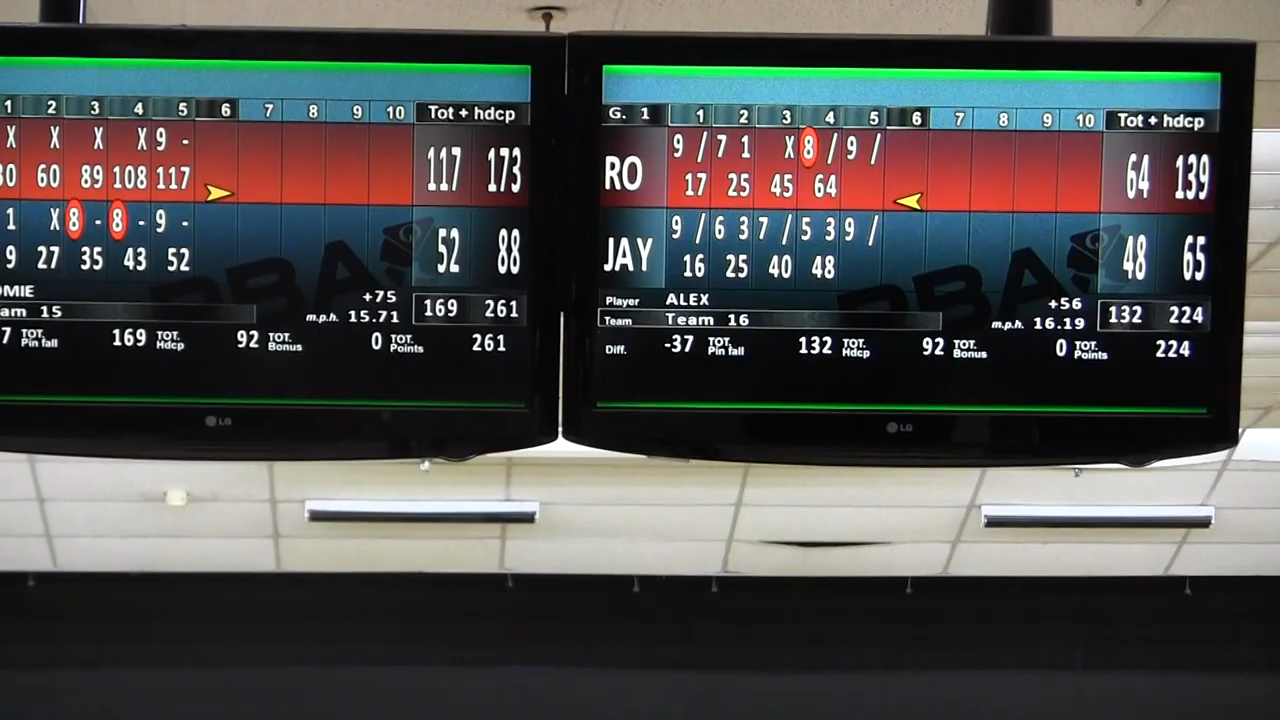 1 2 3 4 5 6 7 8 9 10 Tot + hdcp
X X X X 9 -
30 60 89 108 117 117 173
1 X 8 - 8 - 9 -
9 27 35 43 52 52 88
OMIE +75
am 15 m.p.h. 15.71 169 261
7 TOT. Pin fall 169 TOT. Hdcp 92 TOT. Bonus 0 TOT. Points 261
LG
G. 1 1 2 3 4 5 6 7 8 9 10 Tot + hdcp
9 / 7 1 X 8 / 9 /
RO 17 25 45 64 64 139
9 / 6 3 7 / 5 3 9 /
JAY 16 25 40 48 48 65
Player ALEX +56
Team Team 16 m.p.h. 16.19 132 224
Diff. -37 TOT. Pin fall 132 TOT. Hdcp 92 TOT. Bonus 0 TOT. Points 224
LG